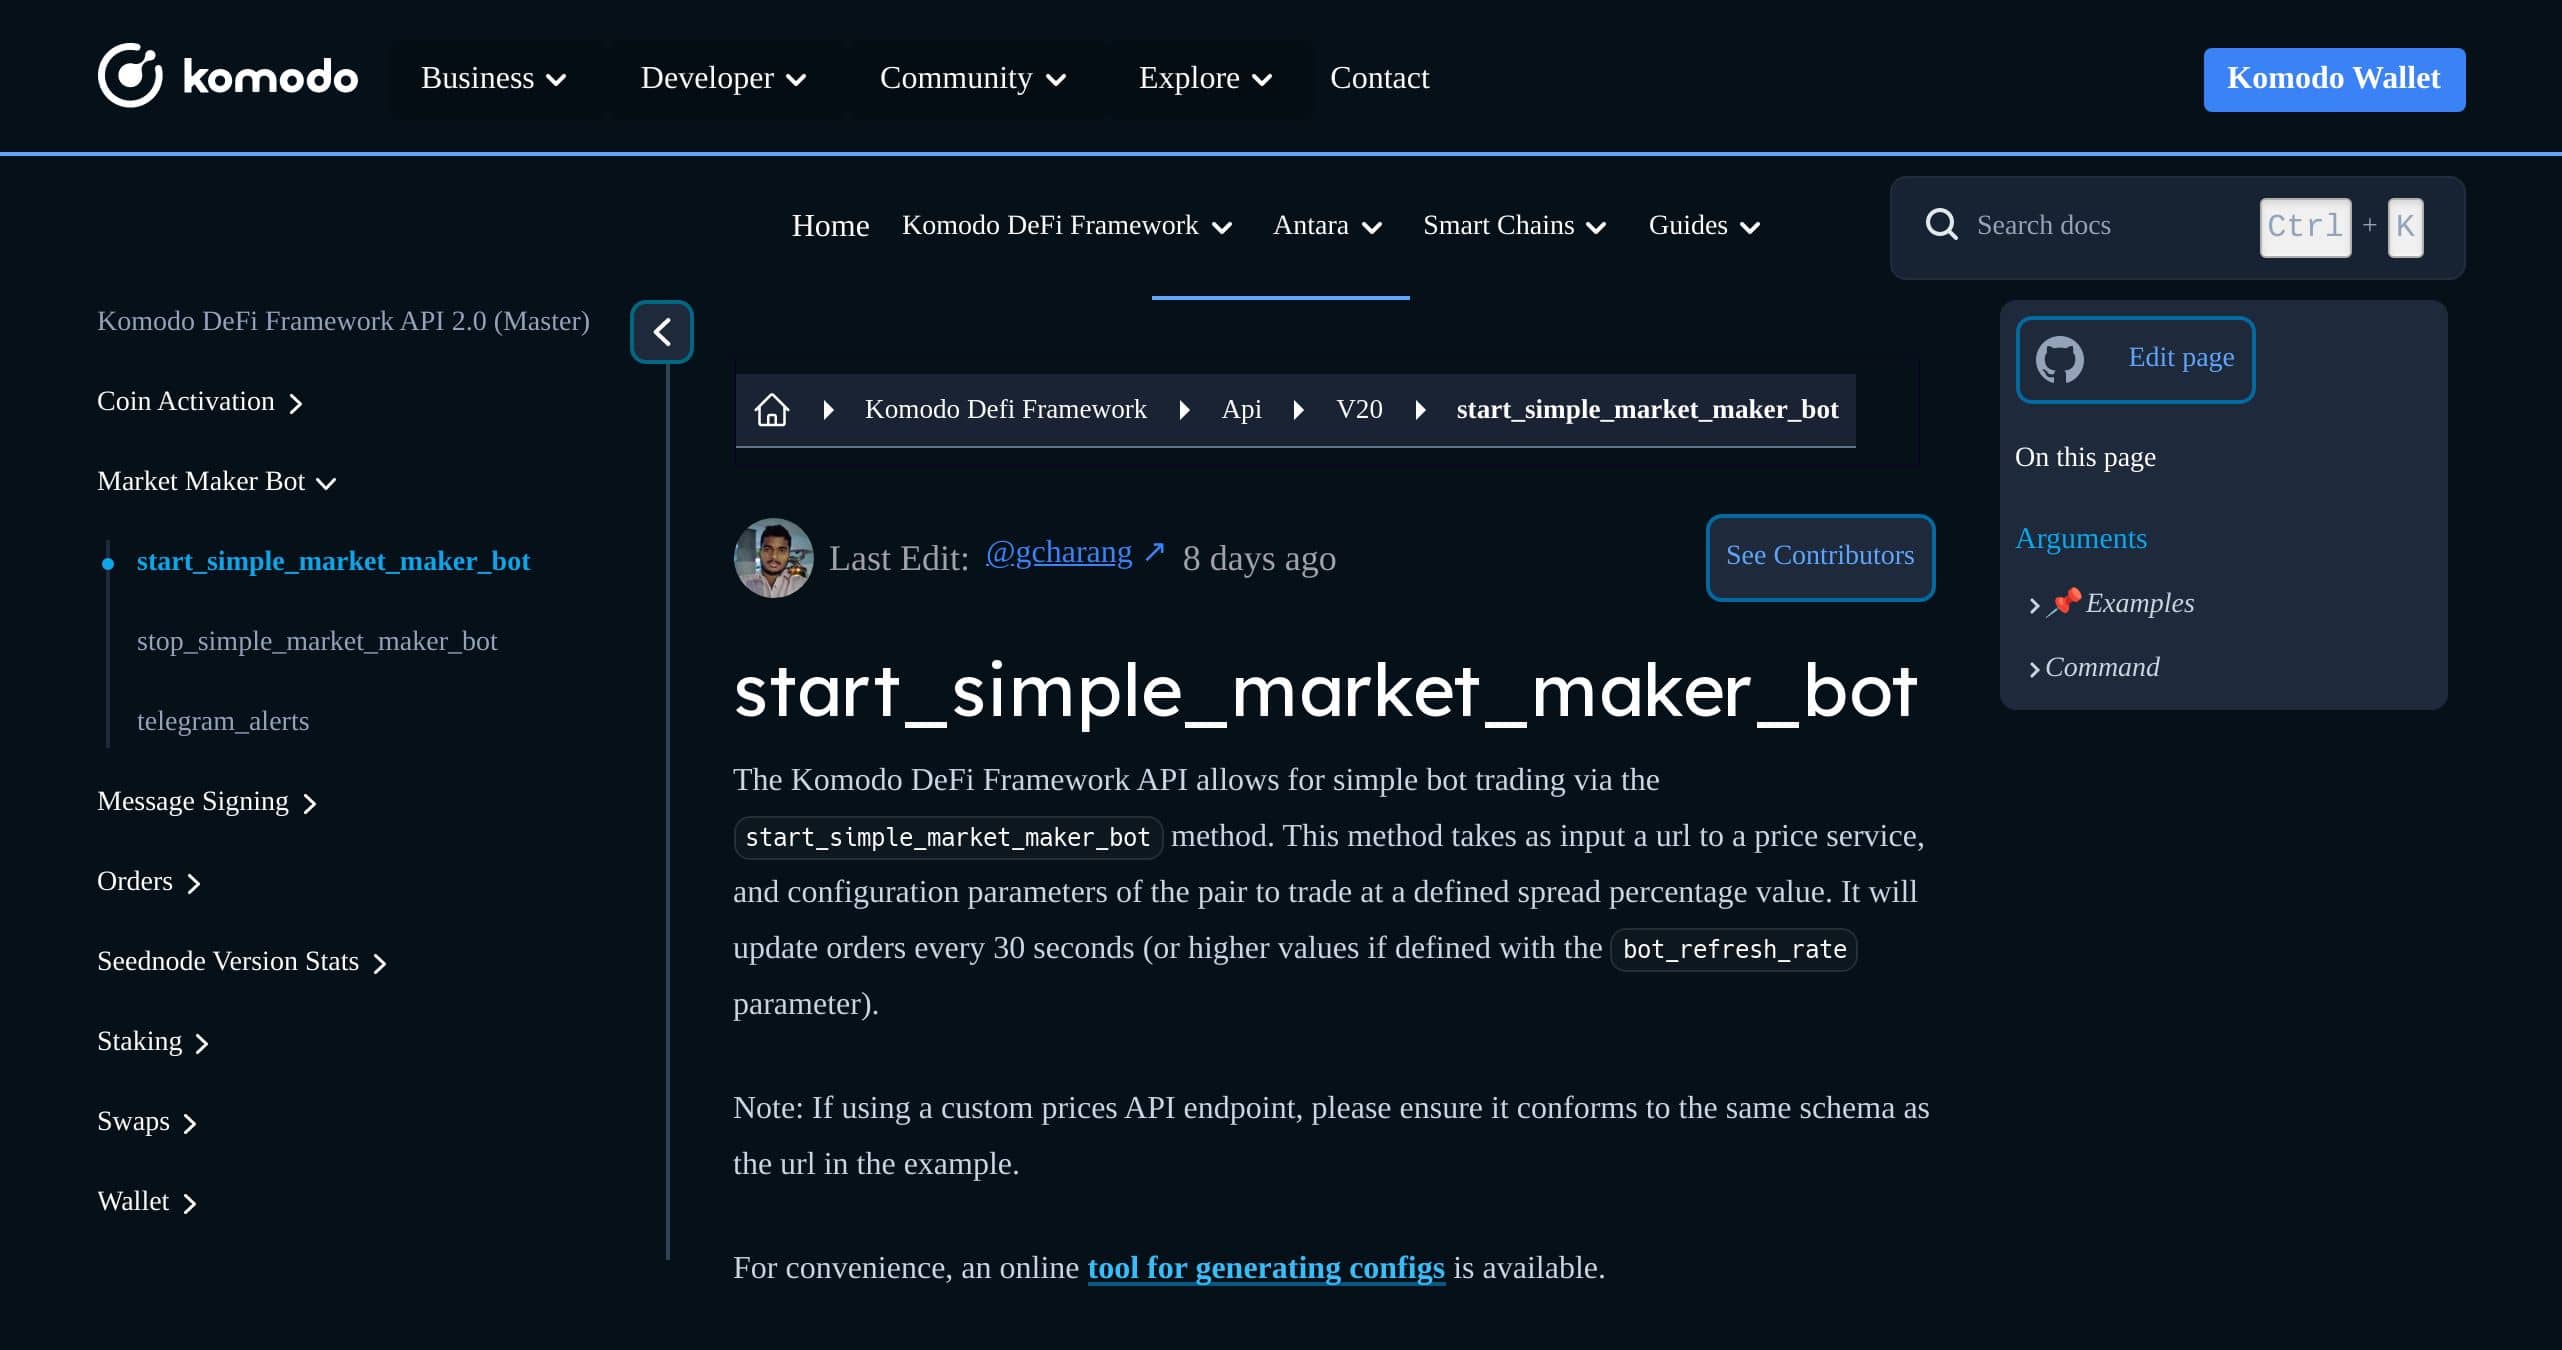 komodo
Business
Developer
Community
Explore
Contact
Komodo Wallet
Home
Komodo DeFi Framework
Antara
Smart Chains
Guides
Search docs
Ctrl + K
Komodo DeFi Framework API 2.0 (Master)
Coin Activation
Market Maker Bot
start_simple_market_maker_bot
stop_simple_market_maker_bot
telegram_alerts
Message Signing
Orders
Seednode Version Stats
Staking
Swaps
Wallet
Komodo Defi Framework
Api
V20
start_simple_market_maker_bot
Last Edit: @gcharang ↗ 8 days ago
See Contributors
start_simple_market_maker_bot
The Komodo DeFi Framework API allows for simple bot trading via the
start_simple_market_maker_bot method. This method takes as input a url to a price service,
and configuration parameters of the pair to trade at a defined spread percentage value. It will
update orders every 30 seconds (or higher values if defined with the bot_refresh_rate
parameter).
Note: If using a custom prices API endpoint, please ensure it conforms to the same schema as
the url in the example.
For convenience, an online tool for generating configs is available.
Edit page
On this page
Arguments
📌 Examples
Command